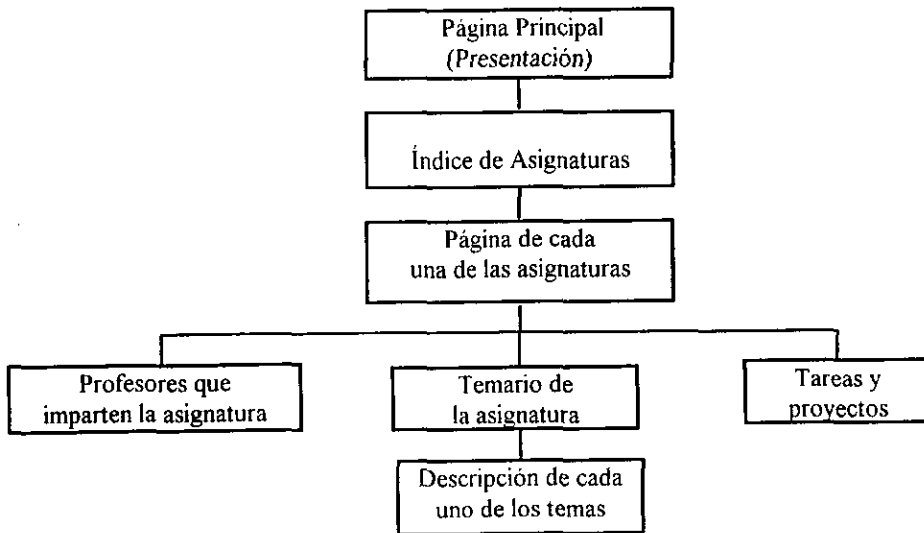 Página Principal
(Presentación)
Índice de Asignaturas
Página de cada
una de las asignaturas
Profesores que
imparten la asignatura
Temario de
la asignatura
Tareas y
proyectos
Descripción de cada
uno de los temas